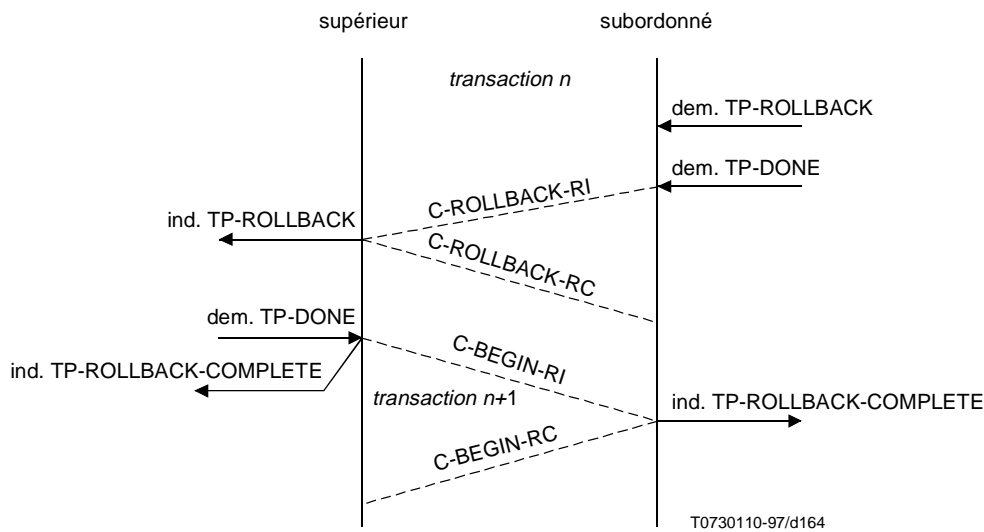 supérieur
subordonné
transaction n
dem. TP-ROLLBACK
dem. TP-DONE
C-ROLLBACK-RI
ind. TP-ROLLBACK
C-ROLLBACK-RC
dem. TP-DONE
C-BEGIN-RI
ind. TP-ROLLBACK-COMPLETE
transaction n+1
ind. TP-ROLLBACK-COMPLETE
C-BEGIN-RC
T0730110-97/d164